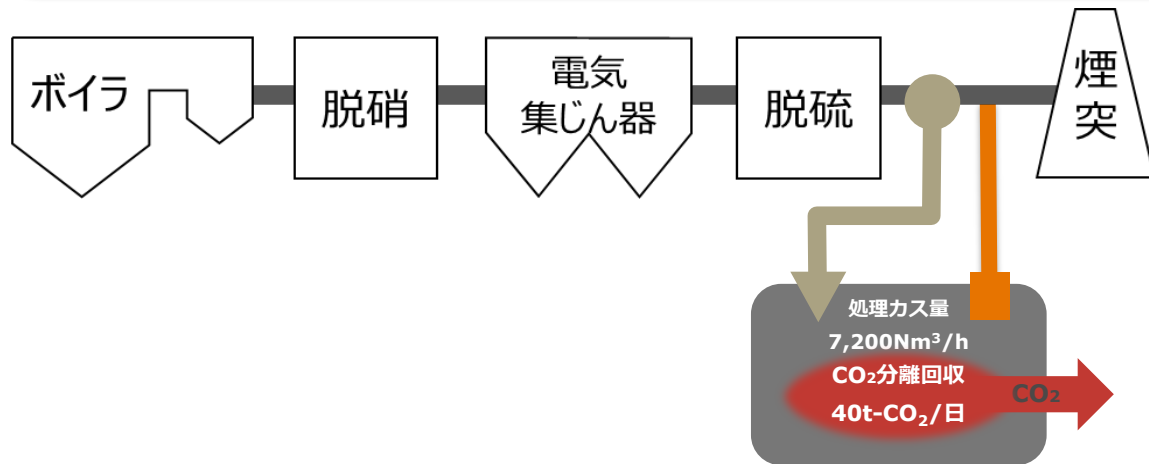 ボイラ
脱硝
電気
集じん器
脱硫
煙
突
処理カス量
7,200Nm³/h
CO₂分離回収
40t-CO₂/日
CO₂